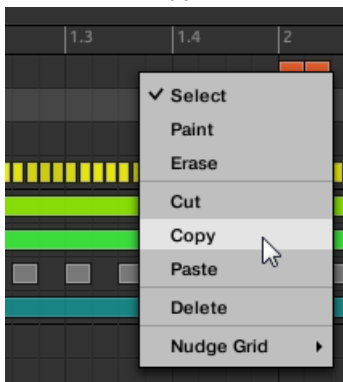 1.3 1.4 2
✓ Select
Paint
Erase
Cut
Copy
Paste
Delete
Nudge Grid